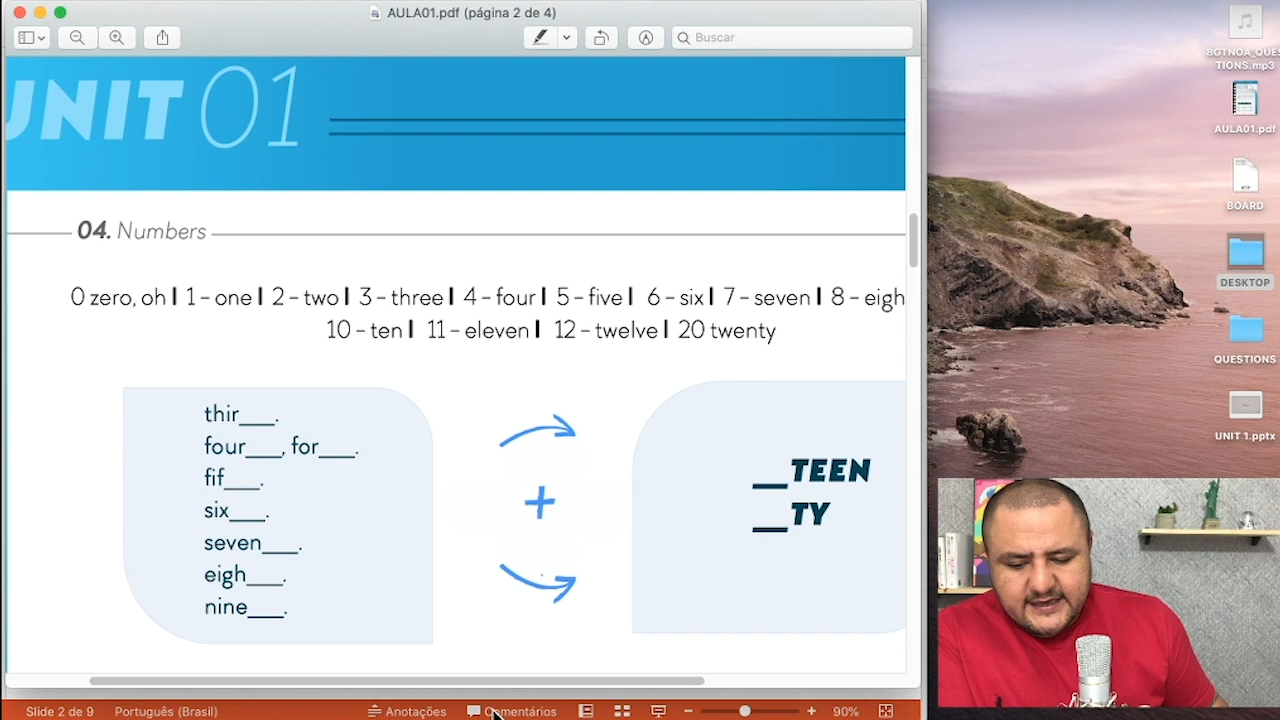 AULA01.pdf (página 2 de 4)
Buscar
UNIT 01
04. Numbers
0 zero, oh | 1 – one | 2 – two | 3 – three | 4 – four | 5 – five | 6 – six | 7 – seven | 8 – eigh
10 – ten | 11 – eleven | 12 – twelve | 20 twenty
thir___.
four___, for___.
fif___.
six___.
seven___.
eigh___.
nine___.
__TEEN
__TY
Slide 2 de 9 Português (Brasil) Anotações Comentários 90%
8GTNOA_QUES
TIONS.mp3
AULA01.pdf
BOARD
DESKTOP
QUESTIONS
UNIT 1.pptx